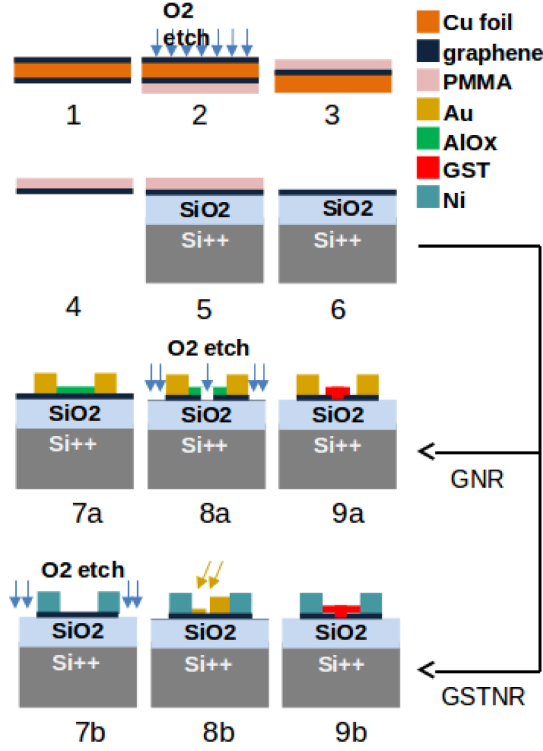 O2
etch
Cu foil
graphene
PMMA
Au
AlOx
GST
Ni
1
2
3
SiO2
SiO2
Si++
Si++
4
5
6
O2 etch
SiO2
SiO2
SiO2
Si++
Si++
Si++
GNR
7a
8a
9a
O2 etch
SiO2
SiO2
SiO2
Si++
Si++
Si++
GSTNR
7b
8b
9b